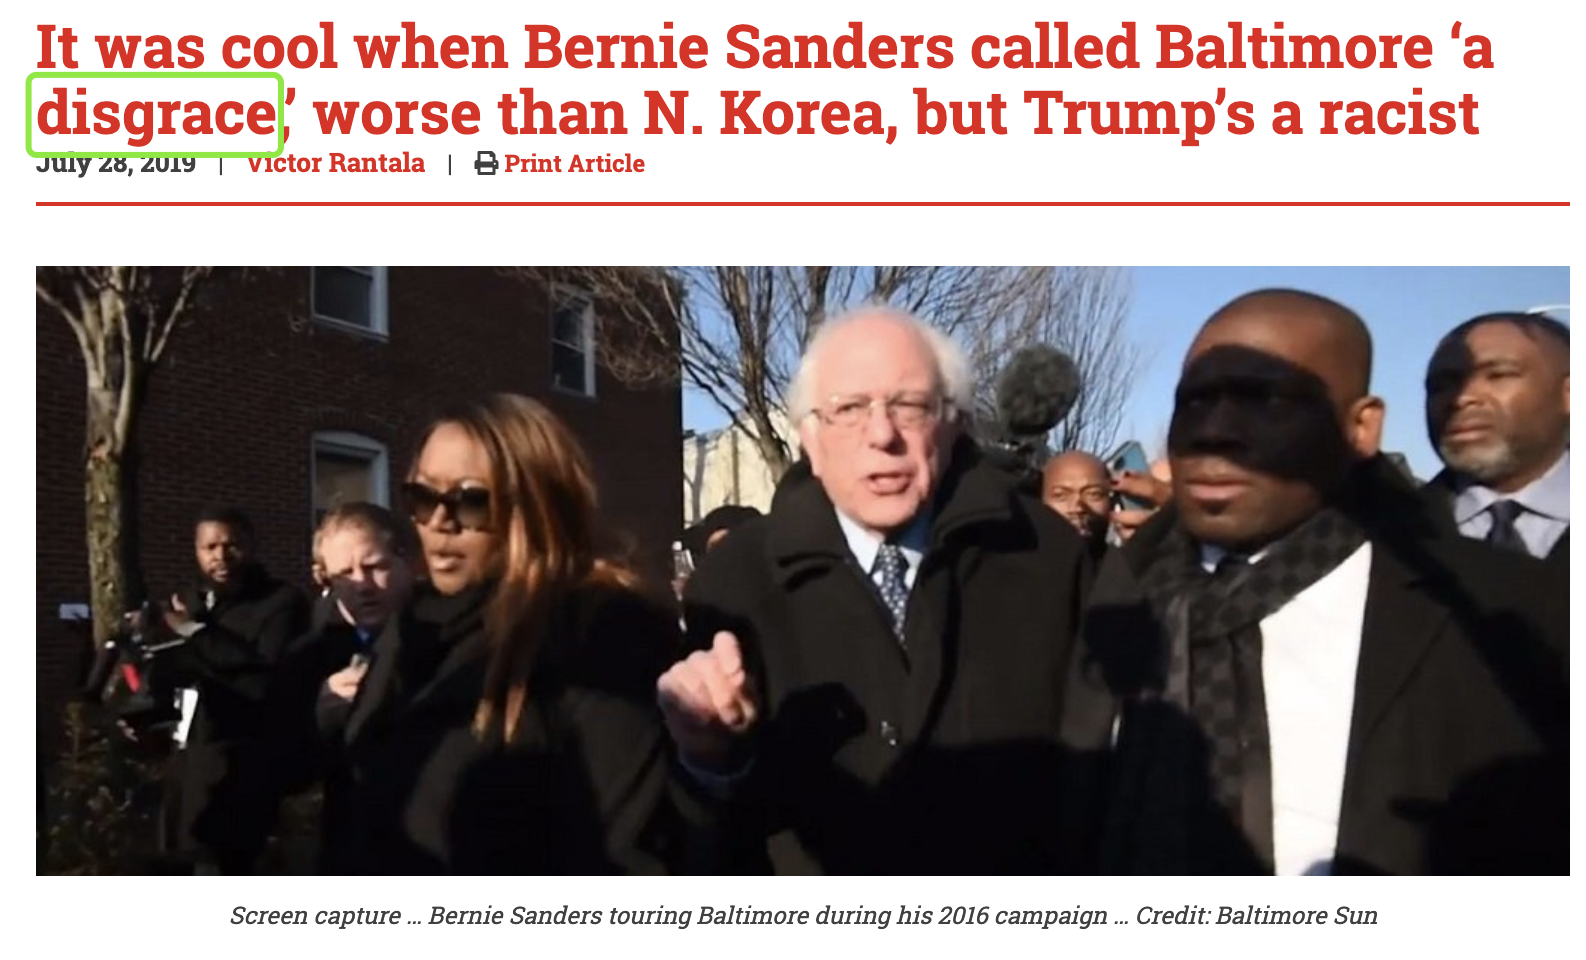 It was cool when Bernie Sanders called Baltimore ‘a
disgrace,’ worse than N. Korea, but Trump’s a racist
July 28, 2019 | Victor Rantala | Print Article
Screen capture ... Bernie Sanders touring Baltimore during his 2016 campaign ... Credit: Baltimore Sun